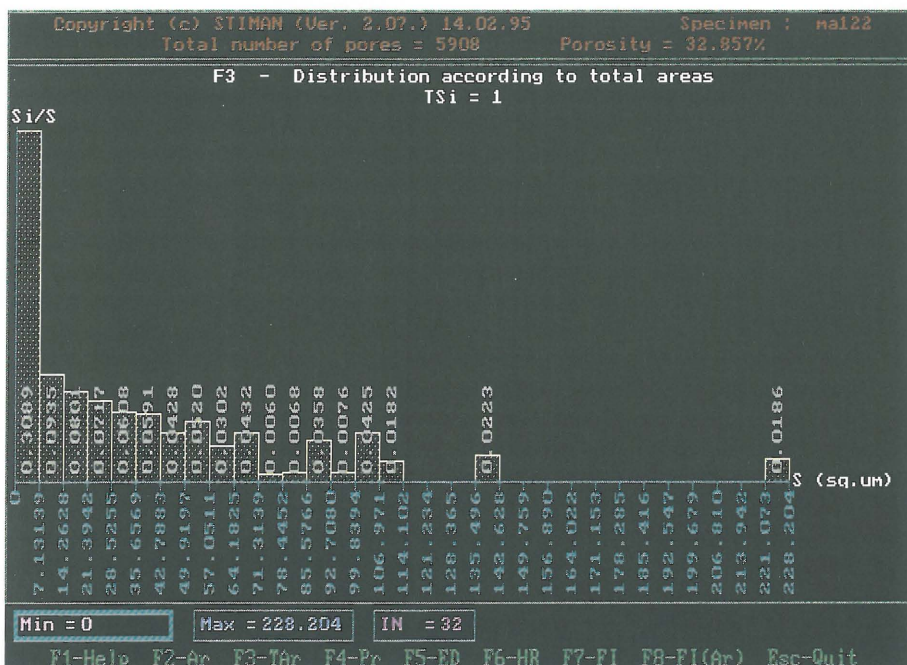 Copyright (c) STIMAN (Ver. 2.0?.) 14.02.95 Specimen : ma122
Total number of pores = 5908 Porosity = 32.857%
F3 - Distribution according to total areas
TSi = 1
Si/S
0.3089 0.0935 0.0801 0.0717 0.0608 0.0591 0.0428 0.0302 0.0432 0.0060 0.0068 0.0358 0.0076 0.0425 0.0182 0.0223 0.0186
S (sq.um)
0 7.13139 14.2628 21.3942 28.5255 35.6569 42.7883 49.9197 57.0511 64.1825 71.3139 78.4452 85.5766 92.7080 99.8394 106.971 114.102 121.234 128.365 135.496 142.628 149.759 156.890 164.022 171.153 178.285 185.416 192.547 199.679 206.810 213.942 221.073 228.204
Min =0 Max =228.204 IN =32
F1-Help F2-Ar F3-TAr F4-Pr F5-ED F6-HR F7-FI F8-FI(Ar) Esc-Quit